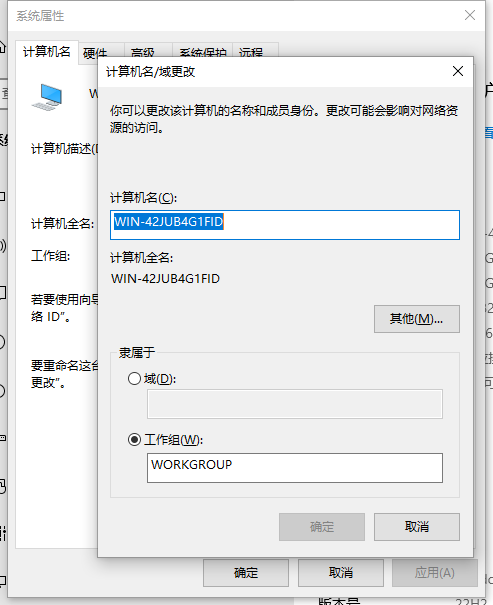 系统属性
计算机名
硬件
高级
系统保护
远程
计算机描述(D
计算机全名:
工作组:
若要使用向导
络 ID”。
要重命名这台
更改”。
计算机名/域更改
你可以更改该计算机的名称和成员身份。更改可能会影响对网络资
源的访问。
计算机名(C):
WIN-42JUB4G1FID
计算机全名:
WIN-42JUB4G1FID
其他(M)...
隶属于
域(D):
工作组(W):
WORKGROUP
确定
取消
确定
取消
应用(A)
版本号
22H2